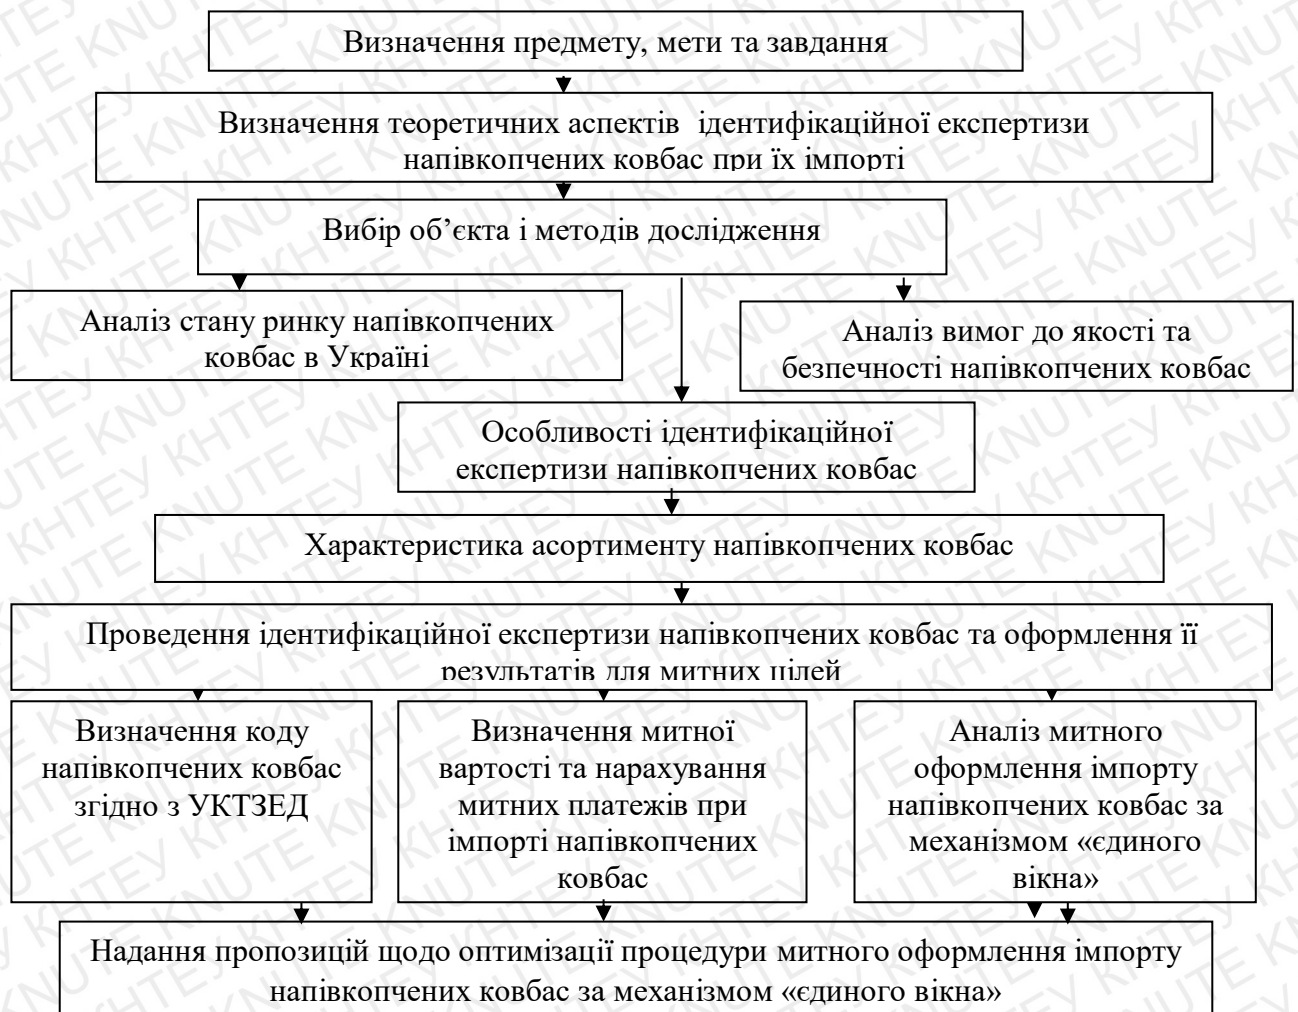 Визначення предмету, мети та завдання
Визначення теоретичних аспектів ідентифікаційної експертизи
напівкопчених ковбас при їх імпорті
Вибір об’єкта і методів дослідження
Аналіз стану ринку напівкопчених
ковбас в Україні
Аналіз вимог до якості та
безпечності напівкопчених ковбас
Особливості ідентифікаційної
експертизи напівкопчених ковбас
Характеристика асортименту напівкопчених ковбас
Проведення ідентифікаційної експертизи напівкопчених ковбас та оформлення її
результатів для митних цілей
Визначення коду
напівкопчених ковбас
згідно з УКТЗЕД
Визначення митної
вартості та нарахування
митних платежів при
імпорті напівкопчених
ковбас
Аналіз митного
оформлення імпорту
напівкопчених ковбас за
механізмом «єдиного
вікна»
Надання пропозицій щодо оптимізації процедури митного оформлення імпорту
напівкопчених ковбас за механізмом «єдиного вікна»